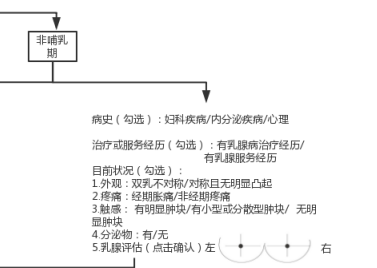 非哺乳
期
病史（勾选）：妇科疾病/内分泌疾病/心理
治疗或服务经历（勾选）：有乳腺病治疗经历/
有乳腺服务经历
目前状况（勾选）：
1.外观：双乳不对称/对称且无明显凸起
2.疼痛：经期胀痛/非经期疼痛
3.触感： 有明显肿块/有小型或分散型肿块/ 无明
显肿块
4.分泌物：有/无
5.乳腺评估（点击确认）左 右